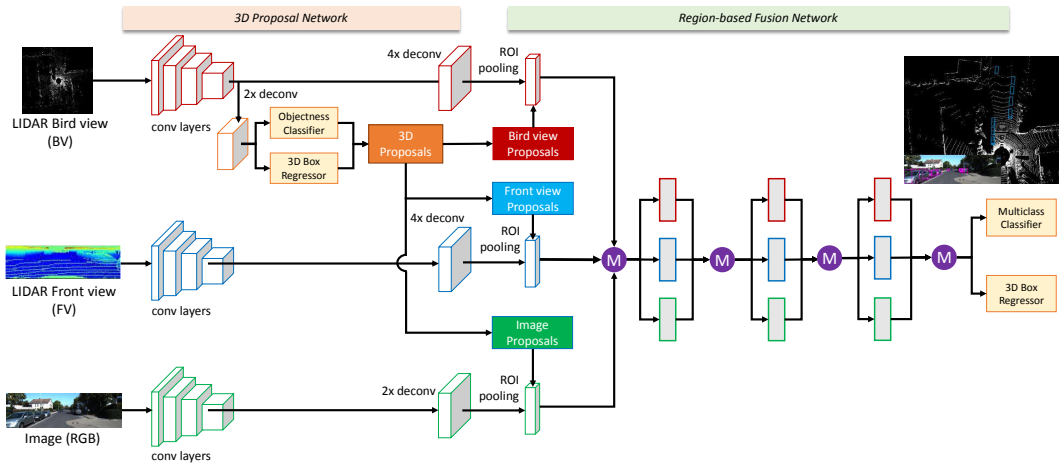 3D Proposal Network
Region-based Fusion Network
LIDAR Bird view
(BV)
conv layers
2x deconv
4x deconv
ROI
pooling
Objectness
Classifier
3D Box
Regressor
3D
Proposals
Bird view
Proposals
Front view
Proposals
LIDAR Front view
(FV)
conv layers
4x deconv
ROI
pooling
Image
Proposals
Image (RGB)
conv layers
2x deconv
ROI
pooling
M
M
M
M
Multiclass
Classifier
3D Box
Regressor